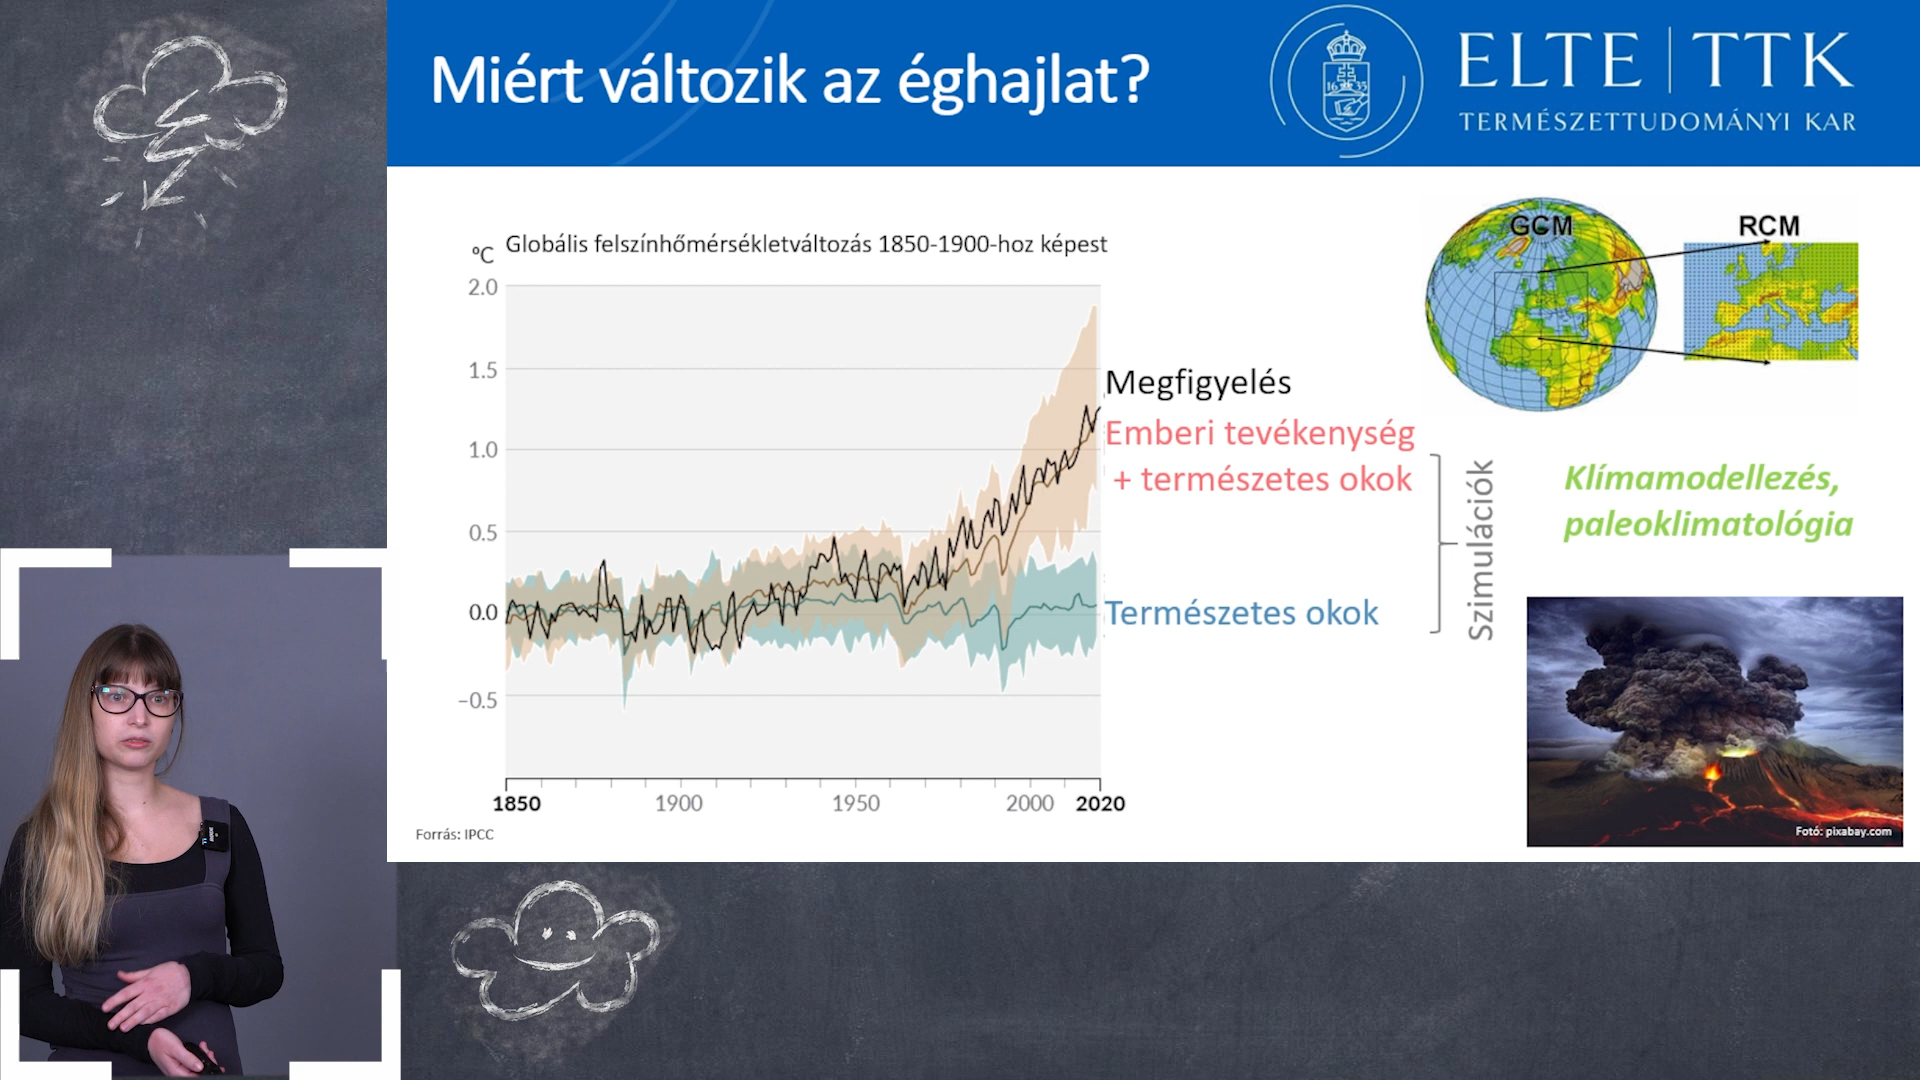 Miért változik az éghajlat?
1635
ELTE | TTK
TERMÉSZETTUDOMÁNYI KAR
°C
Globális felszínhőmérsékletváltozás 1850-1900-hoz képest
2.0
1.5
1.0
0.5
0.0
−0.5
1850
1900
1950
2000
2020
Forrás: IPCC
Megfigyelés
Emberi tevékenység
+ természetes okok
Természetes okok
Szimulációk
GCM
RCM
Klímamodellezés,
paleoklimatológia
Fotó: pixabay.com